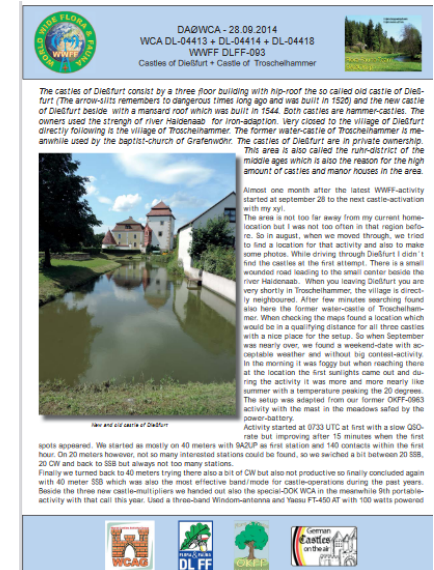 DA0WCA - 28.09.2014
WCA DL-04413 + DL-04414 + DL-04418
WWFF DLFF-093
Castles of Dießfurt + Castle of Troschelhammer
WORLD WIDE FLORA & FAUNA
WWFF
The castles of Dießfurt consist by a three floor building with hip-roof the so called old castle of Dieß-
furt (The arrow-slits remembers to dangerous times long ago and was built in 1526) and the new castle
of Dießfurt beside with a mansard roof which was built in 1544. Both castles are hammer-castles. The
owners used the strengh of river Haidenaab for iron-adaption. Very closed to the village of Dießfurt
directly following is the village of Troschelhammer. The former water-castle of Troschelhammer is me-
anwhile used by the baptist-church of Grafenwöhr. The castles of Dießfurt are in private ownership.
This area is also called the ruhr-district of the
middle ages which is also the reason for the high
amount of castles and manor houses in the area.
Almost one month after the latest WWFF-activity
started at september 28 to the next castle-activation
with my xyl.
The area is not too far away from my current home-
location but I was not too often in that region befo-
re. So in august, when we moved through, we tried
to find a location for that activity and also to make
some photos. While driving through Dießfurt I didn´t
find the castles at the first attempt. There is a small
wounded road leading to the small center beside the
river Haidenaab. When you leaving Dießfurt you are
very shortly in Troschelhammer, the village is direct-
ly neighboured. After few minutes searching found
also here the former water-castle of Troschelham-
mer. When checking the maps found a location which
would be in a qualifying distance for all three castles
with a nice place for the setup. So when September
was nearly over, we found a weekend-date with ac-
ceptable weather and without big contest-activity.
In the morning it was foggy but when reaching there
at the location the first sunlights came out and du-
ring the activity it was more and more nearly like
summer with a temperature peaking the 20 degrees.
The setup was adapted from our former OKFF-0963
activity with the mast in the meadows safed by the
power-battery.
Activity started at 0733 UTC at first with a slow QSO-
rate but improving after 15 minutes when the first
New and old castle of Dießfurt
spots appeared. We started as mostly on 40 meters with 9A2UP as first station and 140 contacts within the first
hour. On 20 meters however, not so many interested stations could be found, so we swiched a bit between 20 SSB,
20 CW and back to SSB but always not too many stations.
Finally we turned back to 40 meters trying there also a bit of CW but also not productive so finally concluded again
with 40 meter SSB which was also the most effective band/mode for castle-operations during the past years.
Beside the three new castle-multipliers we handed out also the special-DOK WCA in the meanwhile 9th portable-
activity with that call this year. Used a three-band Windom-antenna and Yaesu FT-450 AT with 100 watts powered
WCAG
FLORA & FAUNA
DL FF
OKFF
German
Castles
on the air